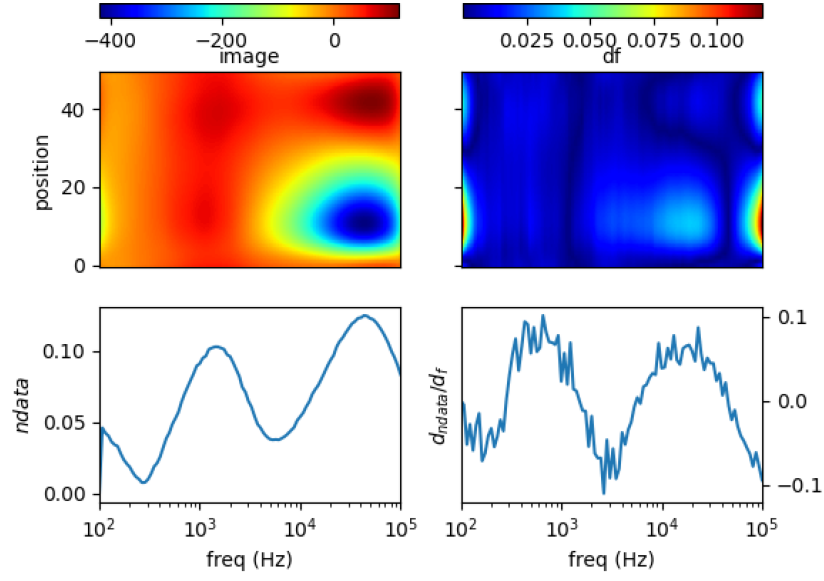 −400 −200 0
0.025 0.050 0.075 0.100
image
df
position
40
20
0
ndata
0.10
0.05
0.00
10² 10³ 10⁴ 10⁵
freq (Hz)
d_ndata/d_f
0.1
0.0
−0.1
10² 10³ 10⁴ 10⁵
freq (Hz)